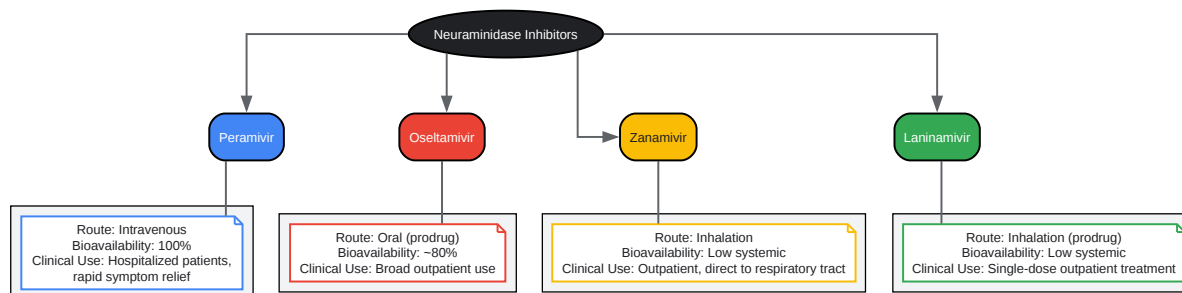 Neuraminidase Inhibitors
Peramivir
Oseltamivir
Zanamivir
Laninamivir
Route: Intravenous
Bioavailability: 100%
Clinical Use: Hospitalized patients,
rapid symptom relief
Route: Oral (prodrug)
Bioavailability: ~80%
Clinical Use: Broad outpatient use
Route: Inhalation
Bioavailability: Low systemic
Clinical Use: Outpatient, direct to respiratory tract
Route: Inhalation (prodrug)
Bioavailability: Low systemic
Clinical Use: Single-dose outpatient treatment